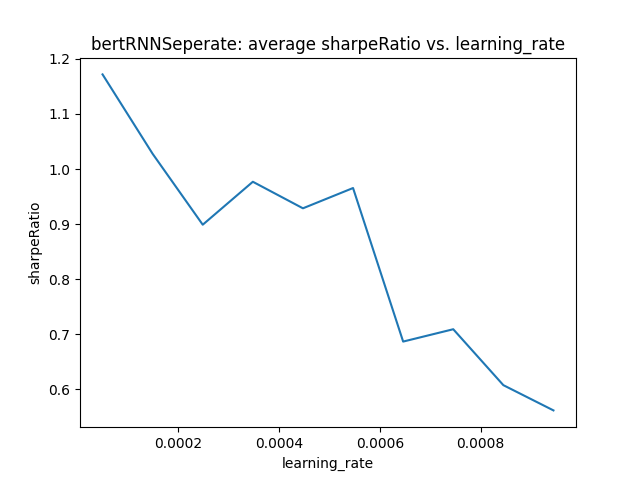 bertRNNSeperate: average sharpeRatio vs. learning_rate
1.2
1.1
1.0
0.9
0.8
0.7
0.6
sharpeRatio
0.0002 0.0004 0.0006 0.0008
learning_rate